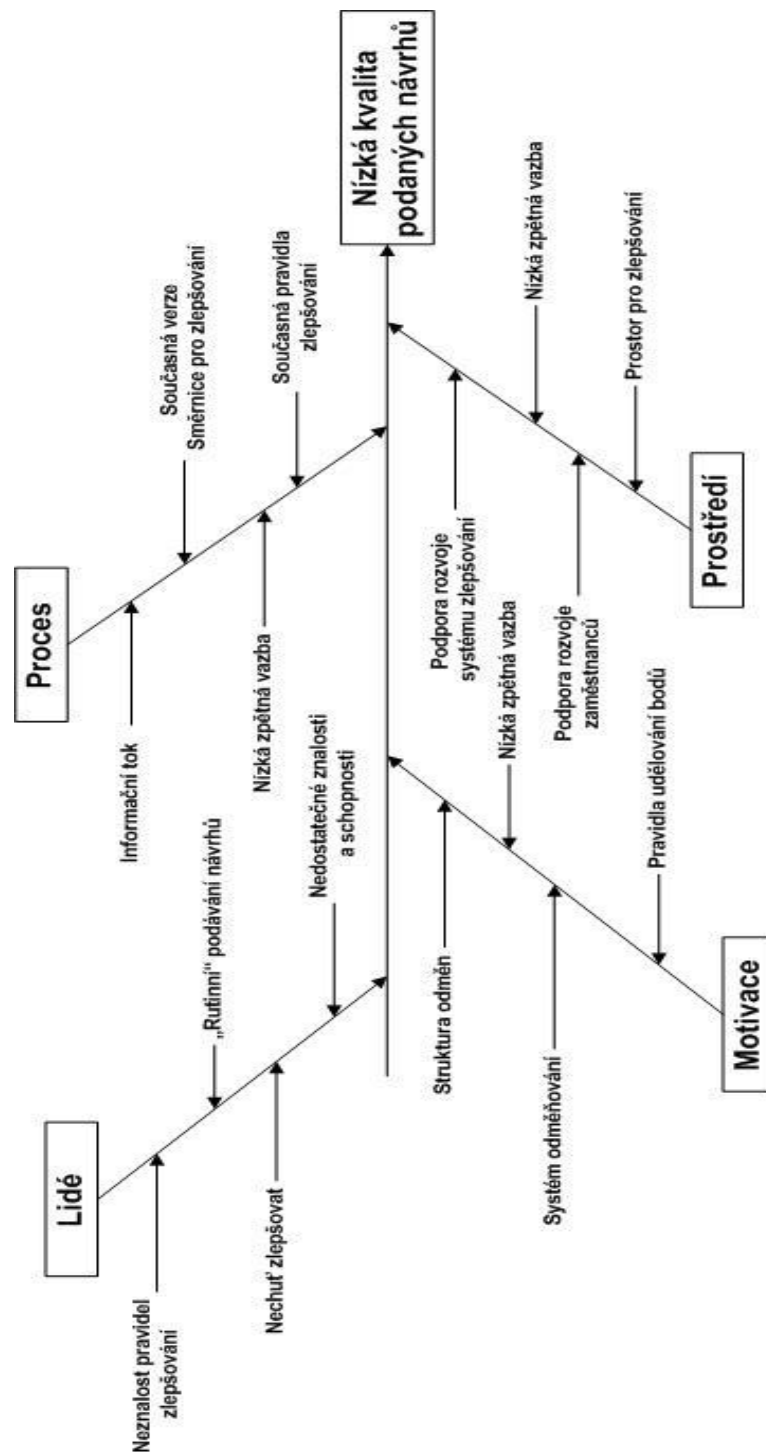 Lidé
Proces
Neznalost pravidel
zlepšování
„Rutinní“ podávání návrhů
Nechuť zlepšovat
Nedostatečné znalosti
a schopnosti
Informační tok
Současná verze
Směrnice pro zlepšování
Nízká zpětná vazba
Současná pravidla
zlepšování
Nízká kvalita
podaných návrhů
Struktura odměn
Nízká zpětná vazba
Systém odměňování
Pravidla udělování bodů
Motivace
Podpora rozvoje
systému zlepšování
Nízká zpětná vazba
Podpora rozvoje
zaměstnanců
Prostor pro zlepšování
Prostředí